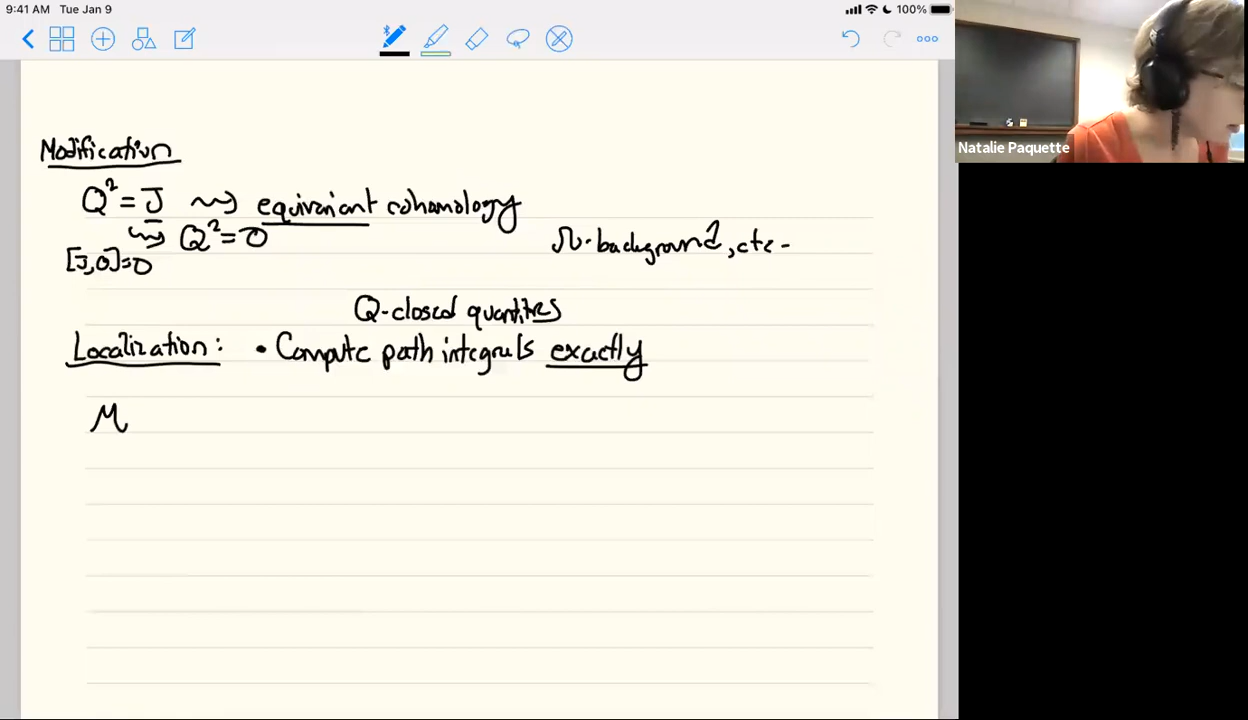 9:41 AM Tue Jan 9
100%
Natalie Paquette
Modification
Q² = J ⇝ equivariant cohomology
⇝ Q² = 0
Ω-background, etc -
[J,O]=0
Q-closed quantities
Localization: • Compute path integrals exactly
M